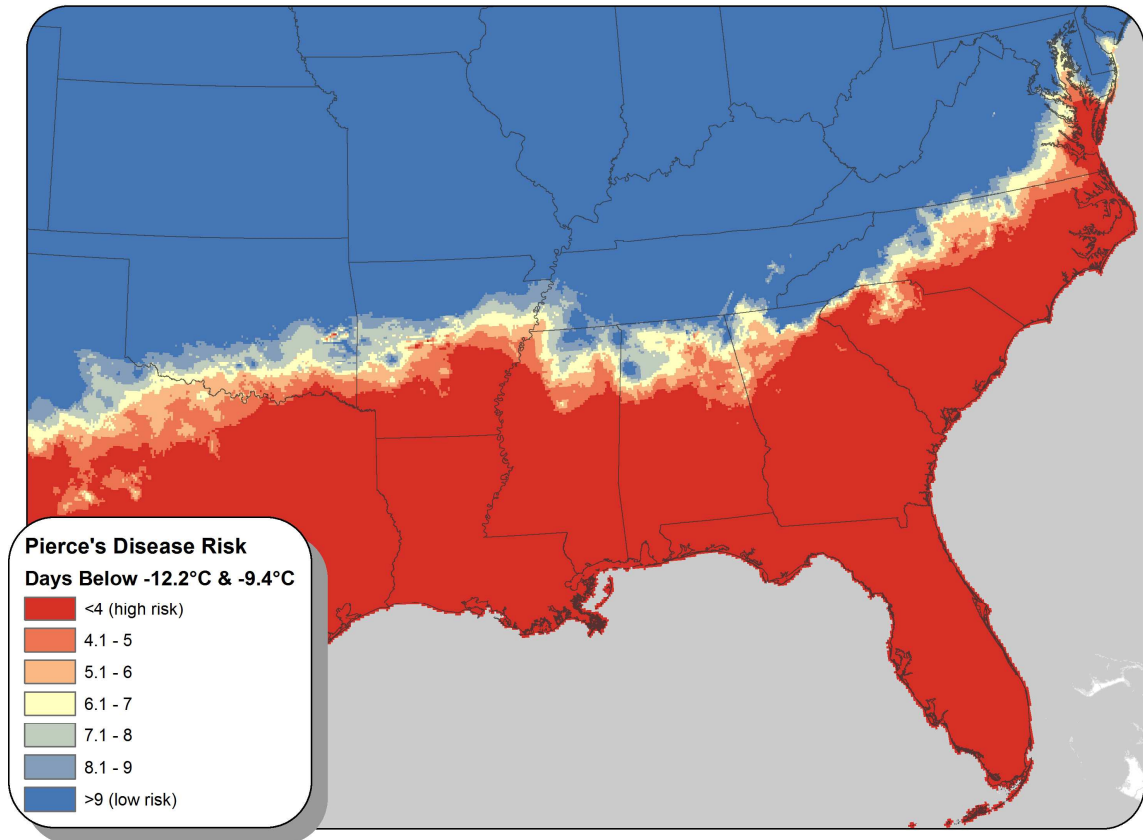 Pierce's Disease Risk
Days Below -12.2°C & -9.4°C
<4 (high risk)
4.1 - 5
5.1 - 6
6.1 - 7
7.1 - 8
8.1 - 9
>9 (low risk)